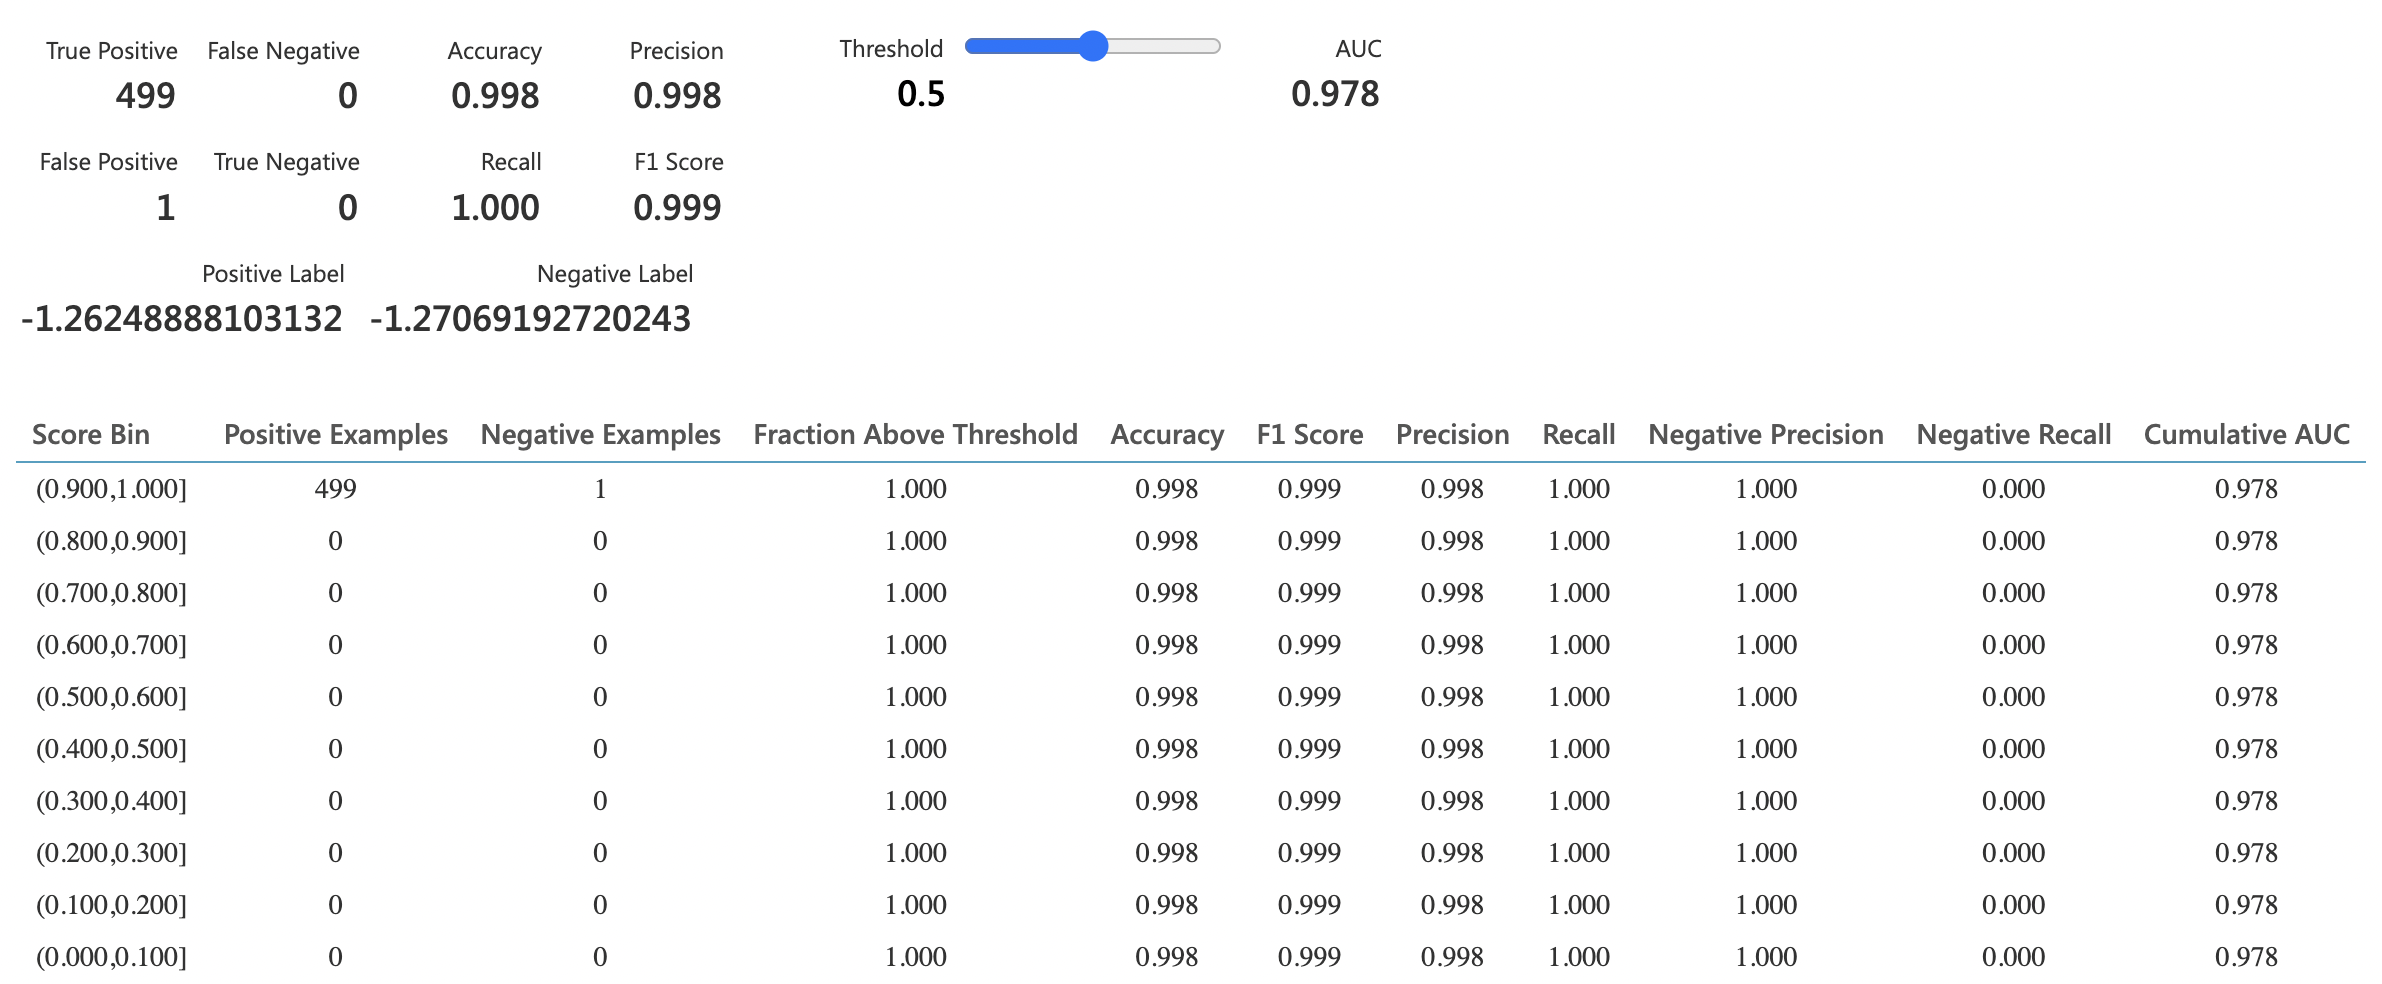 True Positive False Negative Accuracy Precision Threshold AUC
499 0 0.998 0.998 0.5 0.978
False Positive True Negative Recall F1 Score
1 0 1.000 0.999
Positive Label Negative Label
-1.26248888103132 -1.27069192720243
Score Bin Positive Examples Negative Examples Fraction Above Threshold Accuracy F1 Score Precision Recall Negative Precision Negative Recall Cumulative AUC
(0.900,1.000] 499 1 1.000 0.998 0.999 0.998 1.000 1.000 0.000 0.978
(0.800,0.900] 0 0 1.000 0.998 0.999 0.998 1.000 1.000 0.000 0.978
(0.700,0.800] 0 0 1.000 0.998 0.999 0.998 1.000 1.000 0.000 0.978
(0.600,0.700] 0 0 1.000 0.998 0.999 0.998 1.000 1.000 0.000 0.978
(0.500,0.600] 0 0 1.000 0.998 0.999 0.998 1.000 1.000 0.000 0.978
(0.400,0.500] 0 0 1.000 0.998 0.999 0.998 1.000 1.000 0.000 0.978
(0.300,0.400] 0 0 1.000 0.998 0.999 0.998 1.000 1.000 0.000 0.978
(0.200,0.300] 0 0 1.000 0.998 0.999 0.998 1.000 1.000 0.000 0.978
(0.100,0.200] 0 0 1.000 0.998 0.999 0.998 1.000 1.000 0.000 0.978
(0.000,0.100] 0 0 1.000 0.998 0.999 0.998 1.000 1.000 0.000 0.978